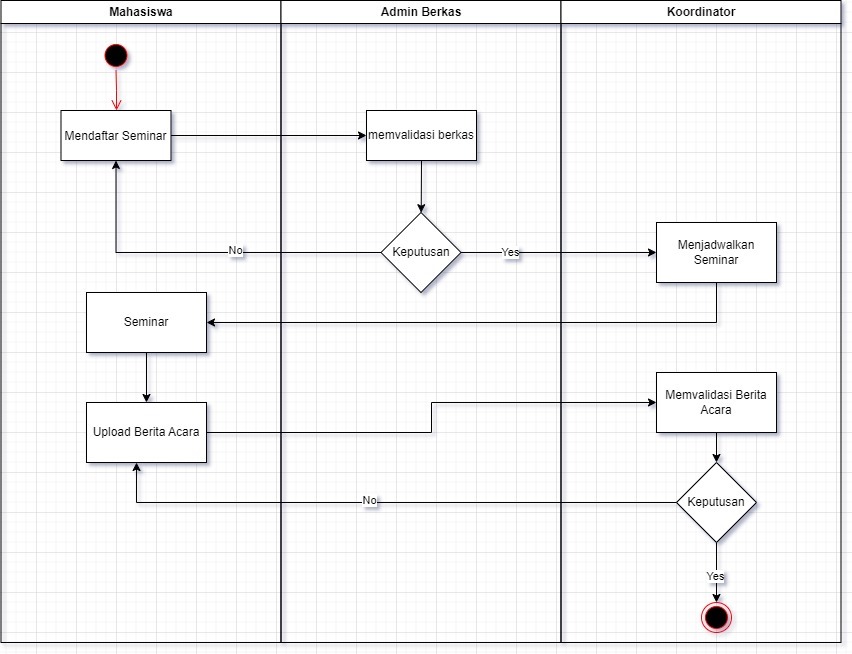 Mahasiswa
Admin Berkas
Koordinator
Mendaftar Seminar
memvalidasi berkas
Keputusan
No
Yes
Menjadwalkan
Seminar
Seminar
Memvalidasi Berita
Acara
Upload Berita Acara
No
Keputusan
Yes